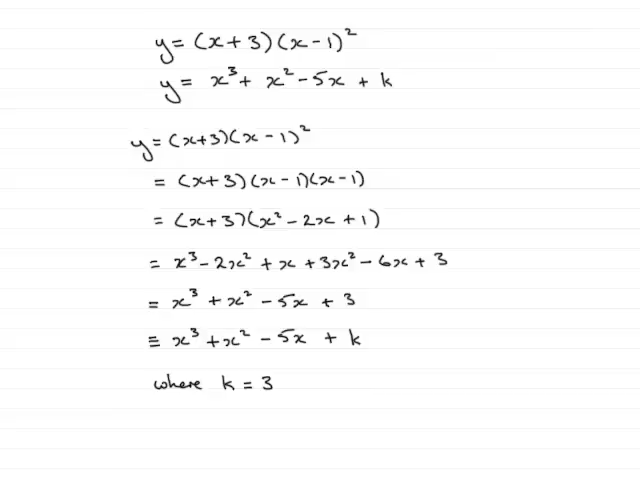 y = (x + 3)(x - 1)²
y = x³ + x² - 5x + k
y = (x+3)(x - 1)²
= (x+3)(x - 1)(x - 1)
= (x+3)(x² - 2x + 1)
= x³ - 2x² + x + 3x² - 6x + 3
= x³ + x² - 5x + 3
≡ x³ + x² - 5x + k
where k = 3